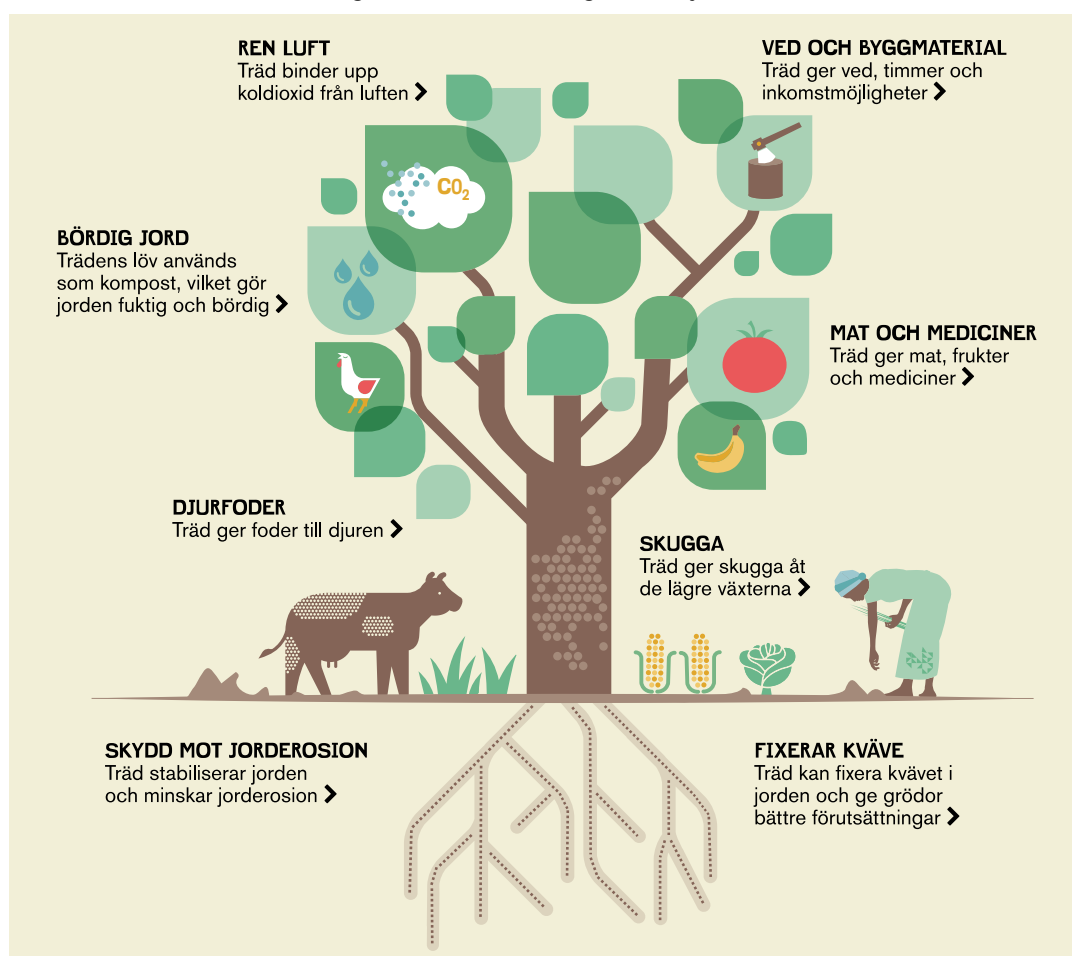 REN LUFT
Träd binder upp
koldioxid från luften
VED OCH BYGGMATERIAL
Träd ger ved, timmer och
inkomstmöjligheter
CO2
BÖRDIG JORD
Trädens löv används
som kompost, vilket gör
jorden fuktig och bördig
MAT OCH MEDICINER
Träd ger mat, frukter
och mediciner
DJURFODER
Träd ger foder till djuren
SKUGGA
Träd ger skugga åt
de lägre växterna
SKYDD MOT JORDEROSION
Träd stabiliserar jorden
och minskar jorderosion
FIXERAR KVÄVE
Träd kan fixera kvävet i
jorden och ge grödor
bättre förutsättningar